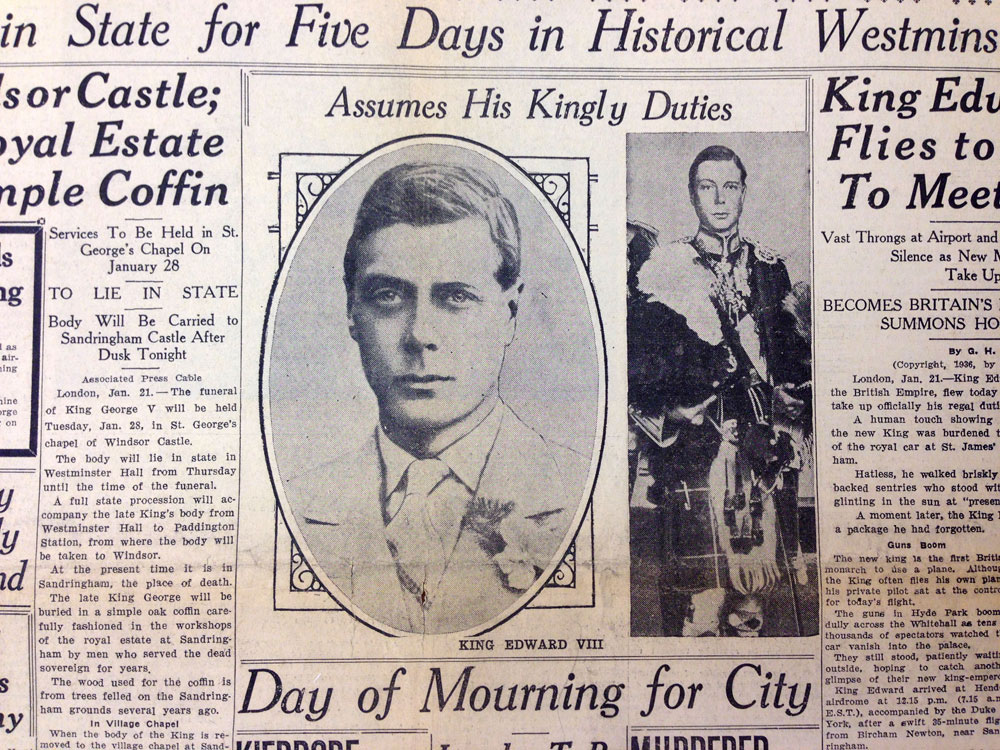 in State for Five Days in Historical Westmins
sor Castle;
oyal Estate
mple Coffin
Services To Be Held in St.
George's Chapel On
January 28
TO LIE IN STATE
Body Will Be Carried to
Sandringham Castle After
Dusk Tonight
Associated Press Cable
London, Jan. 21.—The funeral
of King George V will be held
Tuesday, Jan. 28, in St. George's
chapel of Windsor Castle.
The body will lie in state in
Westminster Hall from Thursday
until the time of the funeral.
A full state procession will ac-
company the late King's body from
Westminster Hall to Paddington
Station, from where the body will
be taken to Windsor.
At the present time it is in
Sandringham, the place of death.
The late King George will be
buried in a simple oak coffin care-
fully fashioned in the workshops
of the royal estate at Sandring-
ham by men who served the dead
sovereign for years.
The wood used for the coffin is
from trees felled on the Sandring-
ham grounds several years ago.
In Village Chapel
When the body of the King is re-
moved to the village chapel at Sand-
Assumes His Kingly Duties
KING EDWARD VIII
Day of Mourning for City
MURDERER
King Edw
Flies to
To Meet
Vast Throngs at Airport and
Silence as New M
Take Up
BECOMES BRITAIN'S
SUMMONS HO
By G. H.
(Copyright, 1936, by
London, Jan. 21.—King Ed
the British Empire, flew today
take up officially his regal duti
A human touch showing
the new King was burdened t
of the royal car at St. James'
ham.
Hatless, he walked briskly
backed sentries who stood wit
glinting in the sun at "presen
A moment later, the King
a package he had forgotten.
Guns Boom
The new king is the first Britis
monarch to use a plane. Althoug
the King often flies his own plan
his private pilot sat at the contro
for today's flight.
The guns in Hyde Park boom
dully across the Whitehall as tens
thousands of spectators watched t
car vanish into the palace.
They still stood, patiently waitin
outside, hoping to catch anoth
glimpse of their new king-empero
King Edward arrived at Hend
airdrome at 12.15 p.m. (7.15 a.m
E.S.T.), accompanied by the Duke
York, after a swift 35-minute flig
from Bircham Newton, near San
ringham.